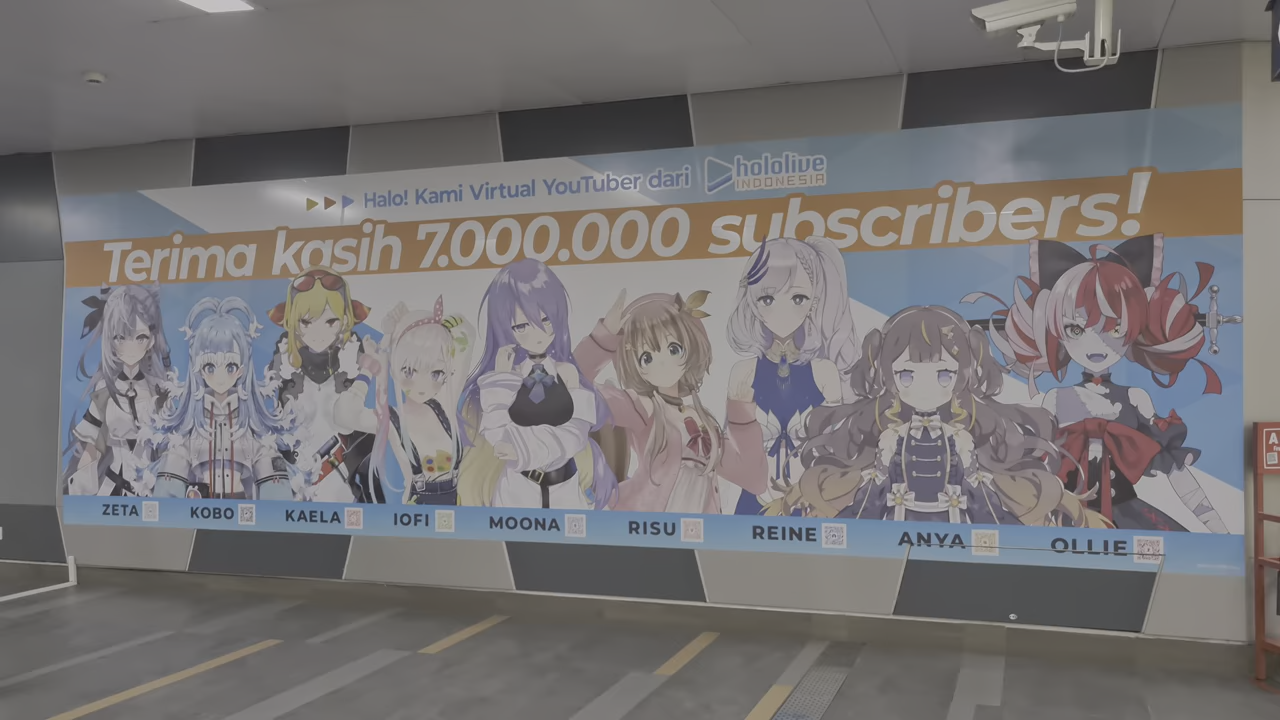 Halo! Kami Virtual YouTuber dari hololive INDONESIA
Terima kasih 7.000.000 subscribers!
ZETA KOBO KAELA IOFI MOONA RISU REINE ANYA OLLIE